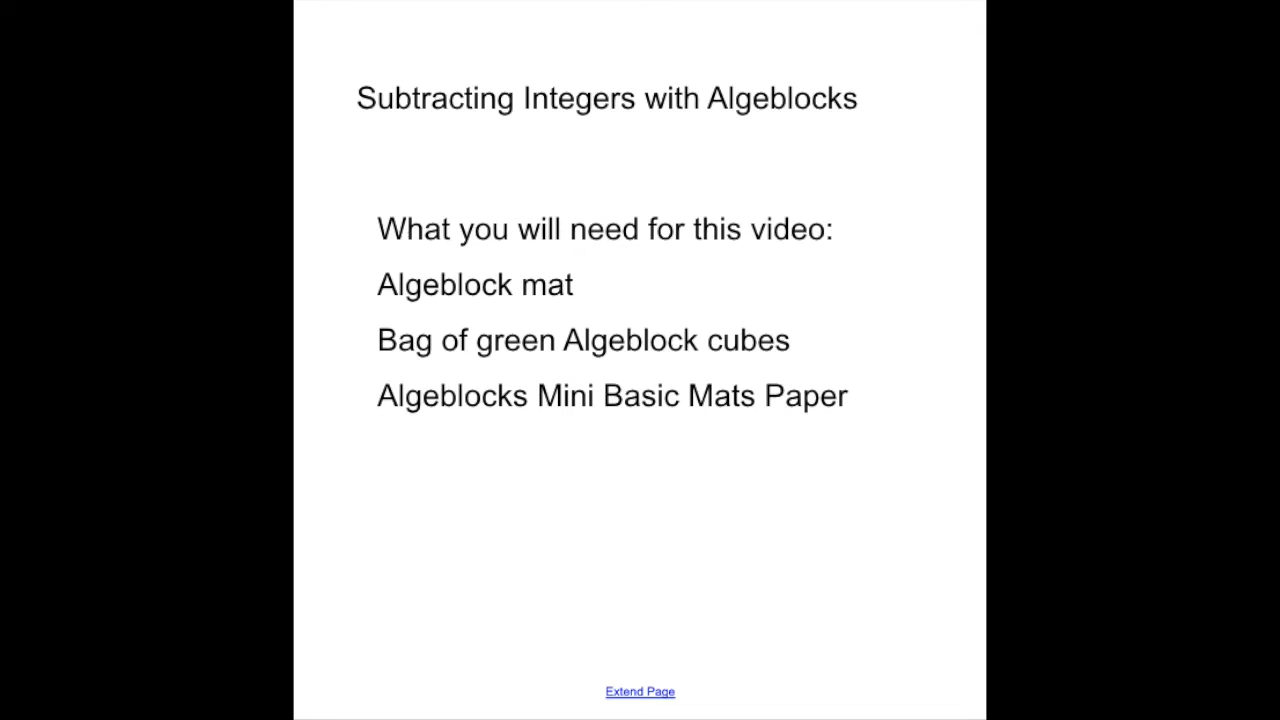 Subtracting Integers with Algeblocks
What you will need for this video:
Algeblock mat
Bag of green Algeblock cubes
Algeblocks Mini Basic Mats Paper
Extend Page